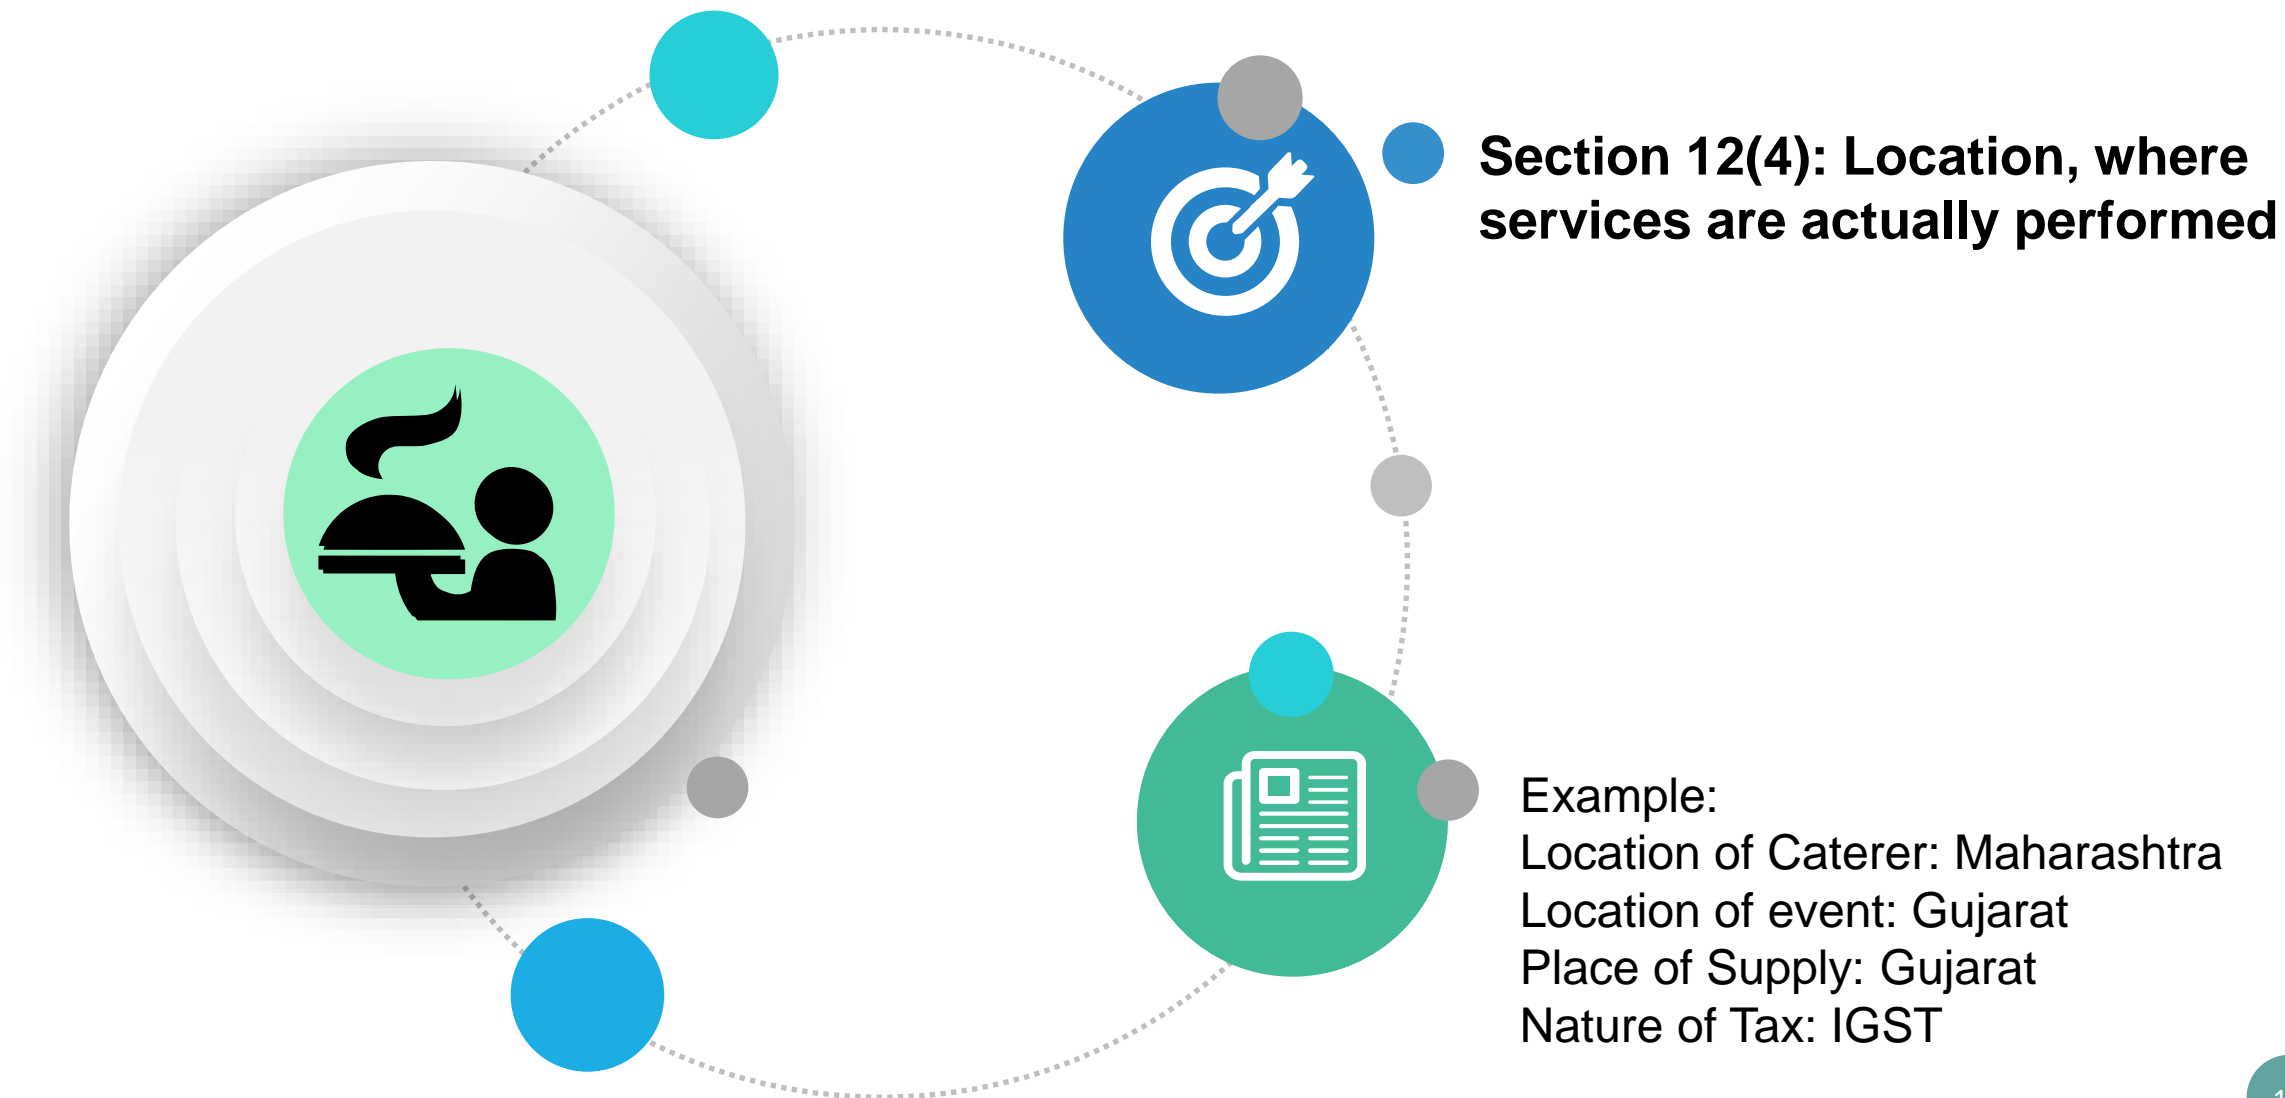 Section 12(4): Location, where
services are actually performed
Example:
Location of Caterer: Maharashtra
Location of event: Gujarat
Place of Supply: Gujarat
Nature of Tax: IGST